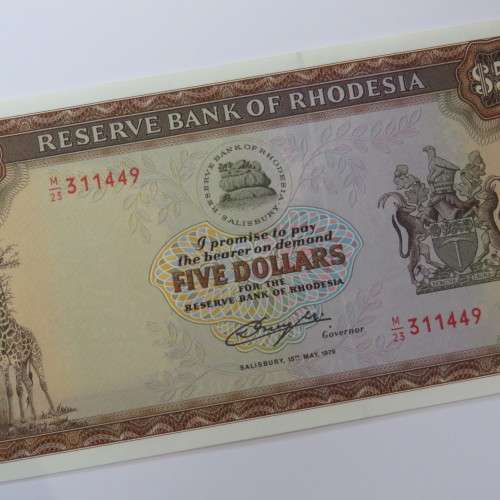 $5
RESERVE BANK OF RHODESIA
M/23 311449
RESERVE BANK OF RHODESIA
SALISBURY
I promise to pay
the bearer on demand
FIVE DOLLARS
FOR THE
RESERVE BANK OF RHODESIA
Governor
M/23 311449
SALISBURY, 15TH MAY, 1979